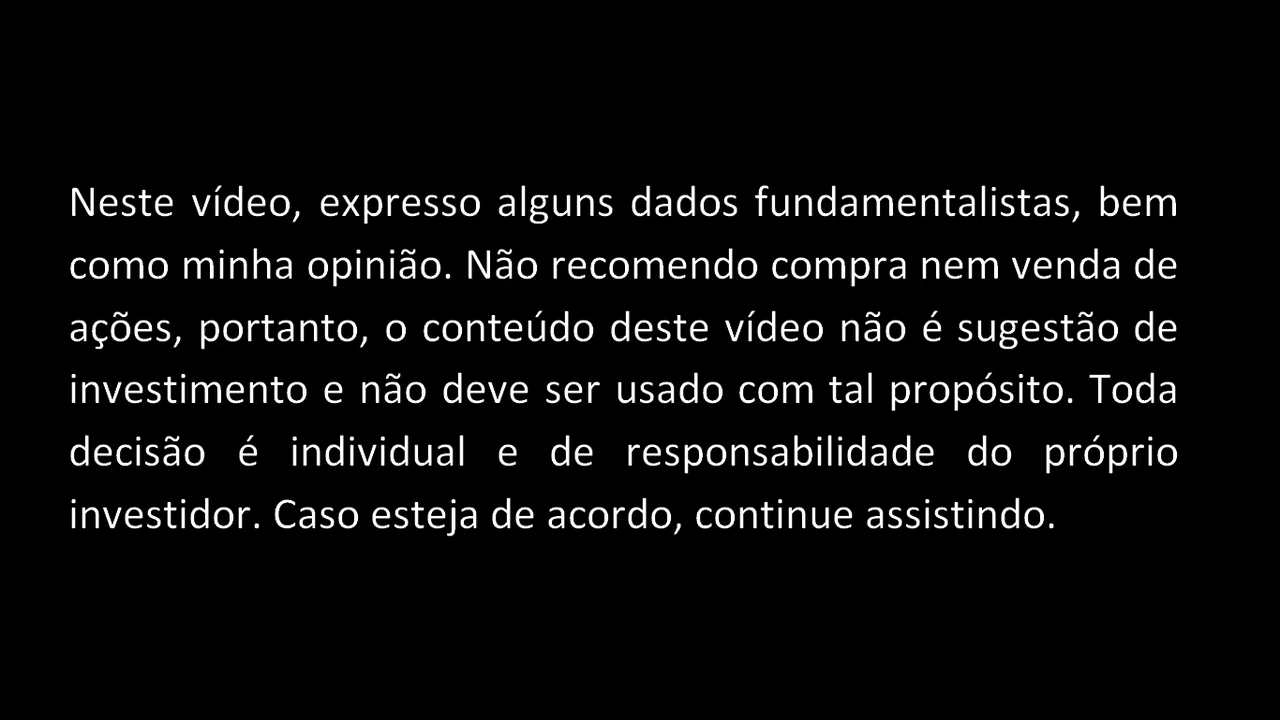 Neste vídeo, expresso alguns dados fundamentalistas, bem
como minha opinião. Não recomendo compra nem venda de
ações, portanto, o conteúdo deste vídeo não é sugestão de
investimento e não deve ser usado com tal propósito. Toda
decisão é individual e de responsabilidade do próprio
investidor. Caso esteja de acordo, continue assistindo.